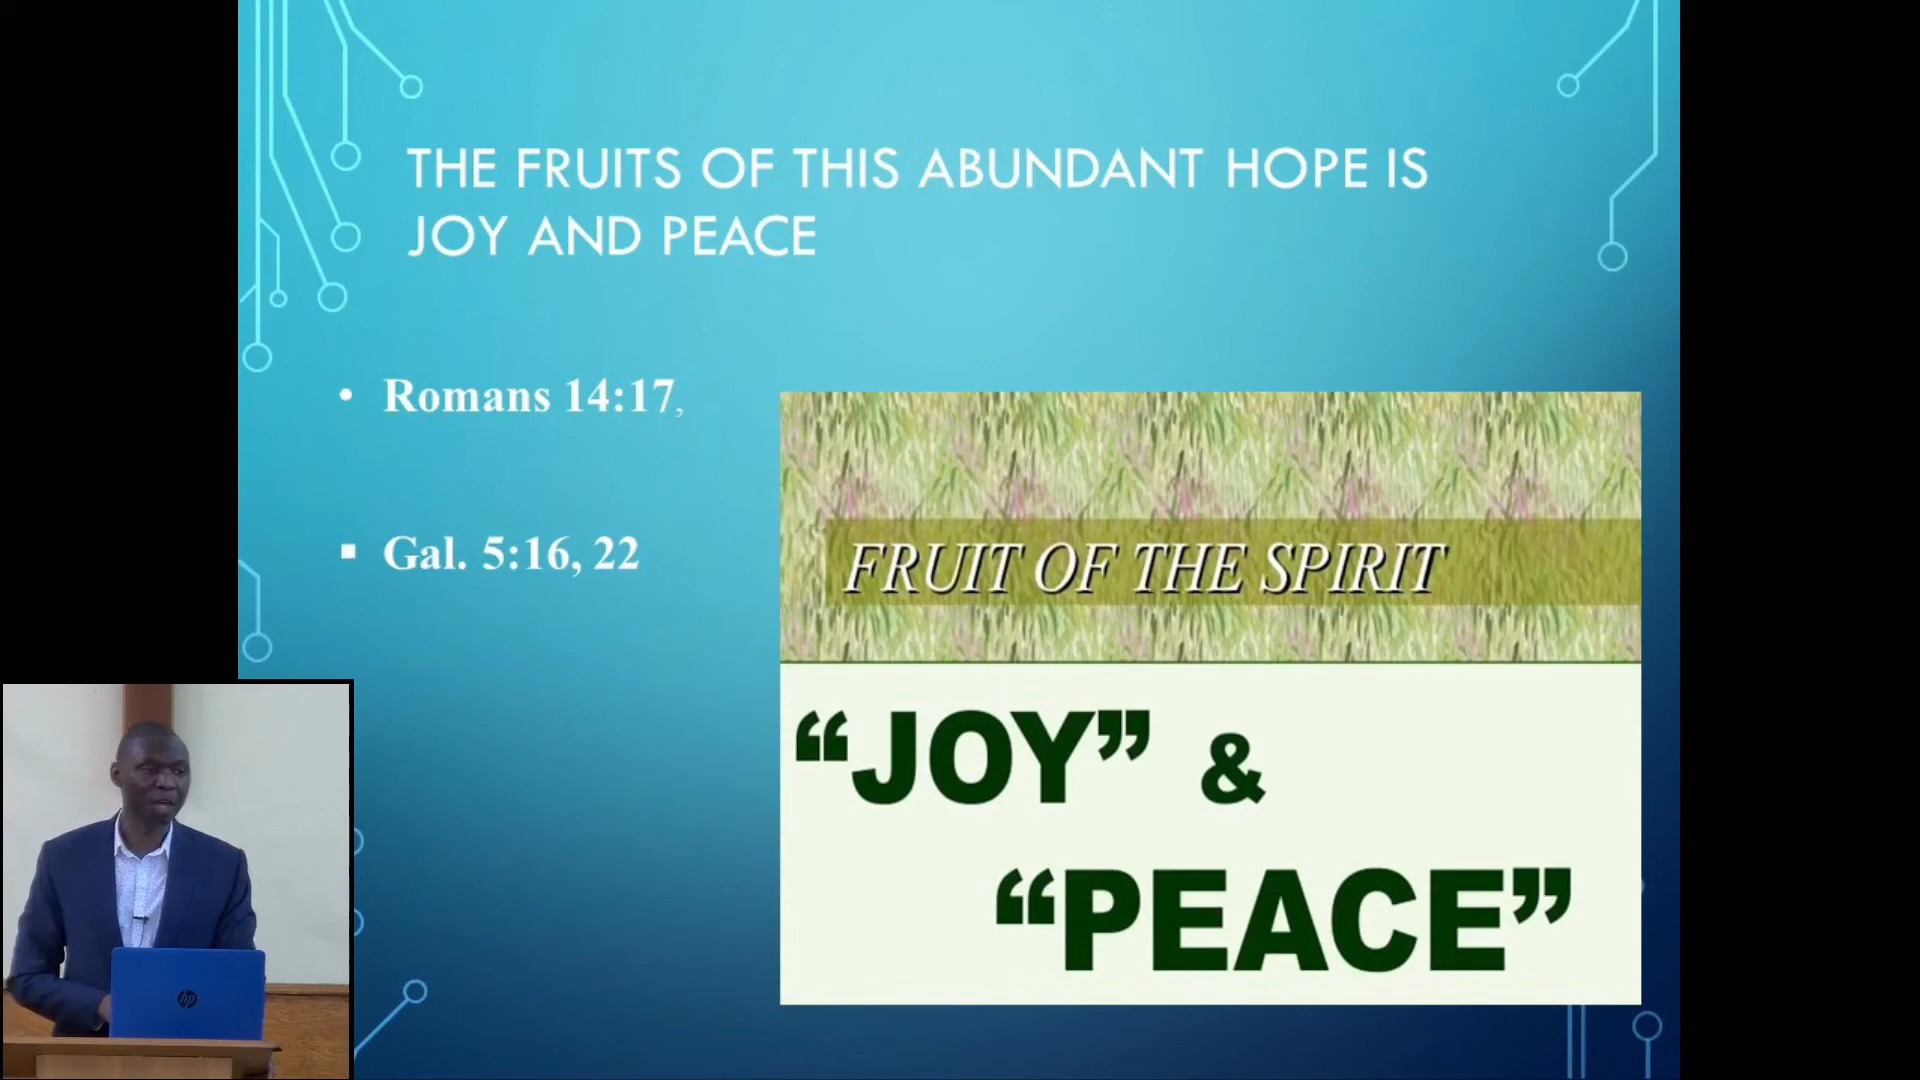 THE FRUITS OF THIS ABUNDANT HOPE IS
JOY AND PEACE
• Romans 14:17,
▪ Gal. 5:16, 22
FRUIT OF THE SPIRIT
“JOY” &
“PEACE”
hp